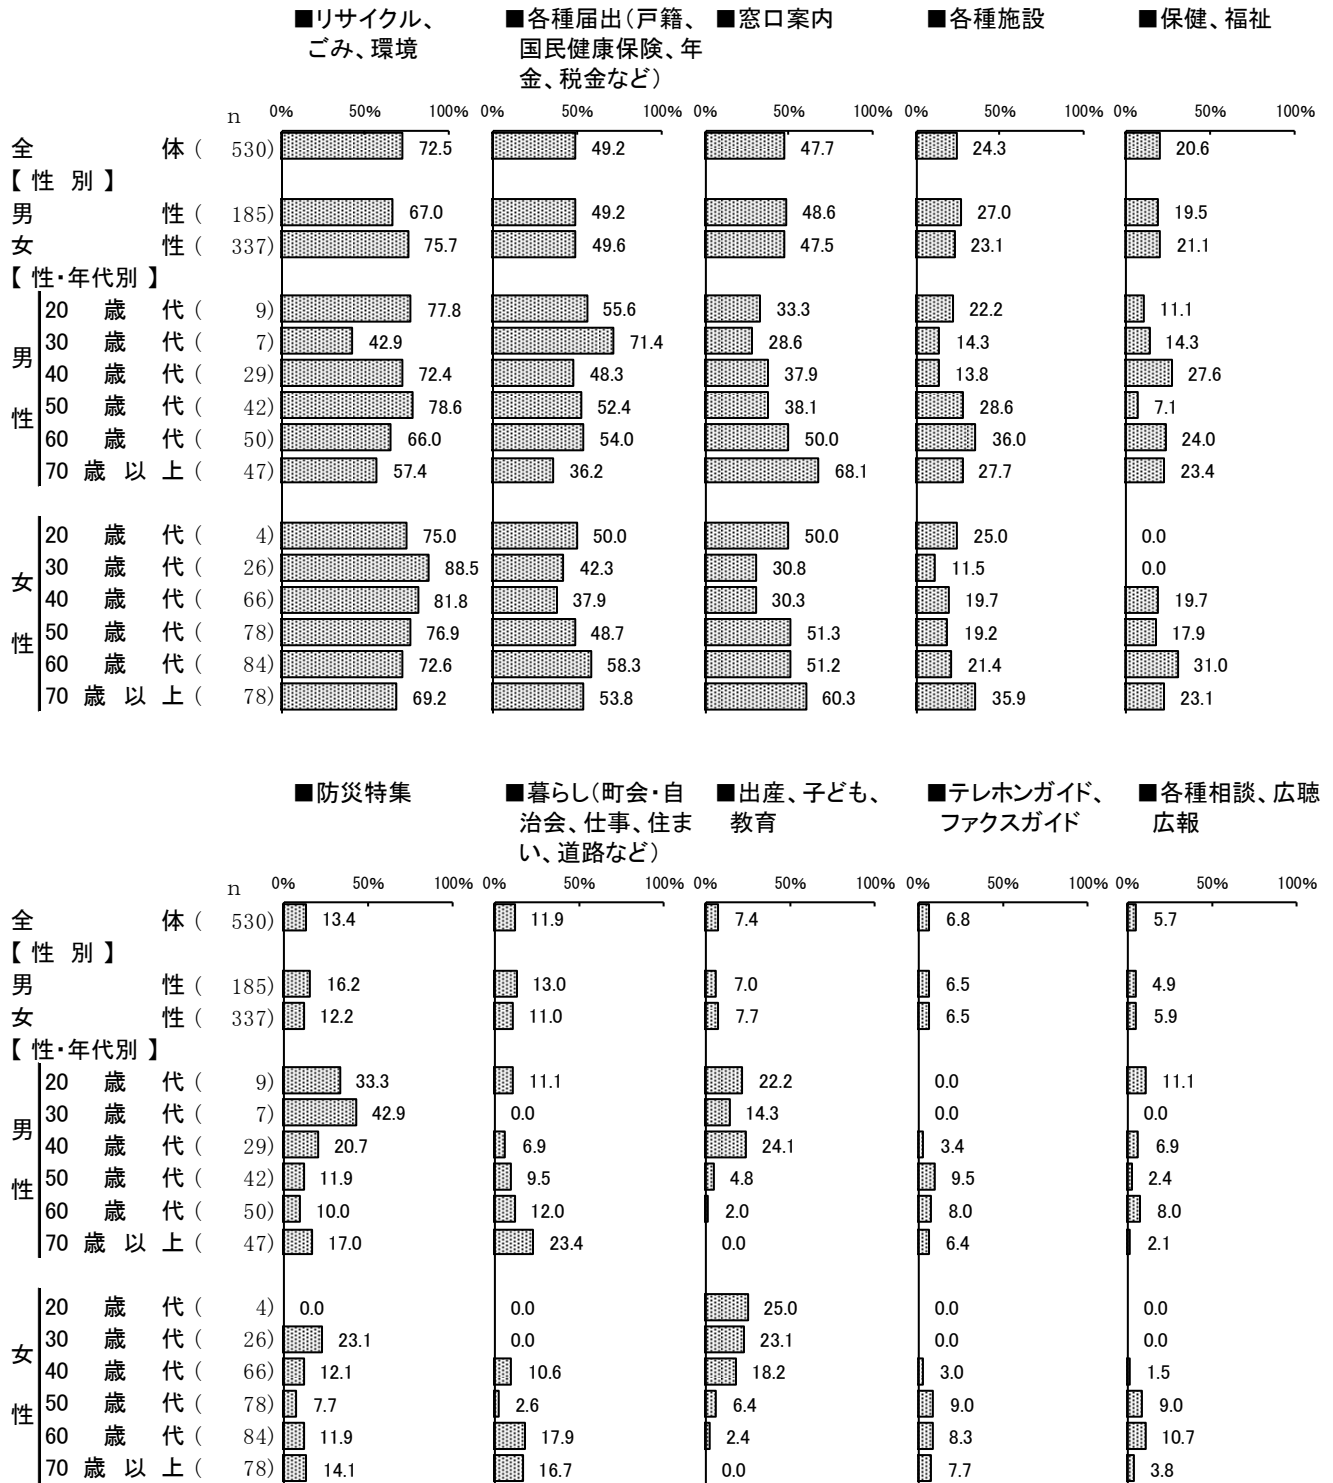 ■リサイクル、 ■各種届出（戸籍、 ■窓口案内 ■各種施設 ■保健、福祉
ごみ、環境 国民健康保険、年
金、税金など）
n 0% 50% 100% 0% 50% 100% 0% 50% 100% 0% 50% 100% 0% 50% 100%
全体（ 530） 72.5 49.2 47.7 24.3 20.6
【 性 別 】
男性（ 185） 67.0 49.2 48.6 27.0 19.5
女性（ 337） 75.7 49.6 47.5 23.1 21.1
【 性・年代別 】
男性
20 歳代（ 9） 77.8 55.6 33.3 22.2 11.1
30 歳代（ 7） 42.9 71.4 28.6 14.3 14.3
40 歳代（ 29） 72.4 48.3 37.9 13.8 27.6
50 歳代（ 42） 78.6 52.4 38.1 28.6 7.1
60 歳代（ 50） 66.0 54.0 50.0 36.0 24.0
70 歳以上（ 47） 57.4 36.2 68.1 27.7 23.4
女性
20 歳代（ 4） 75.0 50.0 50.0 25.0 0.0
30 歳代（ 26） 88.5 42.3 30.8 11.5 0.0
40 歳代（ 66） 81.8 37.9 30.3 19.7 19.7
50 歳代（ 78） 76.9 48.7 51.3 19.2 17.9
60 歳代（ 84） 72.6 58.3 51.2 21.4 31.0
70 歳以上（ 78） 69.2 53.8 60.3 35.9 23.1
■防災特集 ■暮らし（町会・自 ■出産、子ども、 ■テレホンガイド、 ■各種相談、広聴
治会、仕事、住ま 教育 ファクスガイド 広報
い、道路など）
n 0% 50% 100% 0% 50% 100% 0% 50% 100% 0% 50% 100% 0% 50% 100%
全体（ 530） 13.4 11.9 7.4 6.8 5.7
【 性 別 】
男性（ 185） 16.2 13.0 7.0 6.5 4.9
女性（ 337） 12.2 11.0 7.7 6.5 5.9
【 性・年代別 】
男性
20 歳代（ 9） 33.3 11.1 22.2 0.0 11.1
30 歳代（ 7） 42.9 0.0 14.3 0.0 0.0
40 歳代（ 29） 20.7 6.9 24.1 3.4 6.9
50 歳代（ 42） 11.9 9.5 4.8 9.5 2.4
60 歳代（ 50） 10.0 12.0 2.0 8.0 8.0
70 歳以上（ 47） 17.0 23.4 0.0 6.4 2.1
女性
20 歳代（ 4） 0.0 0.0 25.0 0.0 0.0
30 歳代（ 26） 23.1 0.0 23.1 0.0 0.0
40 歳代（ 66） 12.1 10.6 18.2 3.0 1.5
50 歳代（ 78） 7.7 2.6 6.4 9.0 9.0
60 歳代（ 84） 11.9 17.9 2.4 8.3 10.7
70 歳以上（ 78） 14.1 16.7 0.0 7.7 3.8